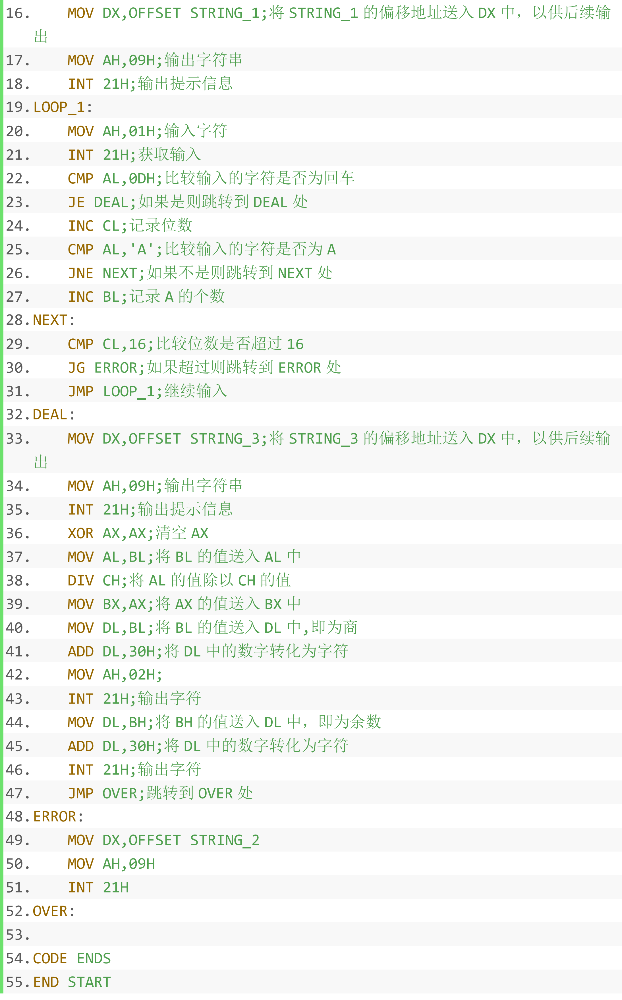 16.    MOV DX,OFFSET STRING_1;将 STRING_1 的偏移地址送入 DX 中，以供后续输
出
17.    MOV AH,09H;输出字符串
18.    INT 21H;输出提示信息
19.LOOP_1:
20.    MOV AH,01H;输入字符
21.    INT 21H;获取输入
22.    CMP AL,0DH;比较输入的字符是否为回车
23.    JE DEAL;如果是则跳转到 DEAL 处
24.    INC CL;记录位数
25.    CMP AL,'A';比较输入的字符是否为 A
26.    JNE NEXT;如果不是则跳转到 NEXT 处
27.    INC BL;记录 A 的个数
28.NEXT:
29.    CMP CL,16;比较位数是否超过 16
30.    JG ERROR;如果超过则跳转到 ERROR 处
31.    JMP LOOP_1;继续输入
32.DEAL:
33.    MOV DX,OFFSET STRING_3;将 STRING_3 的偏移地址送入 DX 中，以供后续输
出
34.    MOV AH,09H;输出字符串
35.    INT 21H;输出提示信息
36.    XOR AX,AX;清空 AX
37.    MOV AL,BL;将 BL 的值送入 AL 中
38.    DIV CH;将 AL 的值除以 CH 的值
39.    MOV BX,AX;将 AX 的值送入 BX 中
40.    MOV DL,BL;将 BL 的值送入 DL 中,即为商
41.    ADD DL,30H;将 DL 中的数字转化为字符
42.    MOV AH,02H;
43.    INT 21H;输出字符
44.    MOV DL,BH;将 BH 的值送入 DL 中，即为余数
45.    ADD DL,30H;将 DL 中的数字转化为字符
46.    INT 21H;输出字符
47.    JMP OVER;跳转到 OVER 处
48.ERROR:
49.    MOV DX,OFFSET STRING_2
50.    MOV AH,09H
51.    INT 21H
52.OVER:
53.
54.CODE ENDS
55.END START